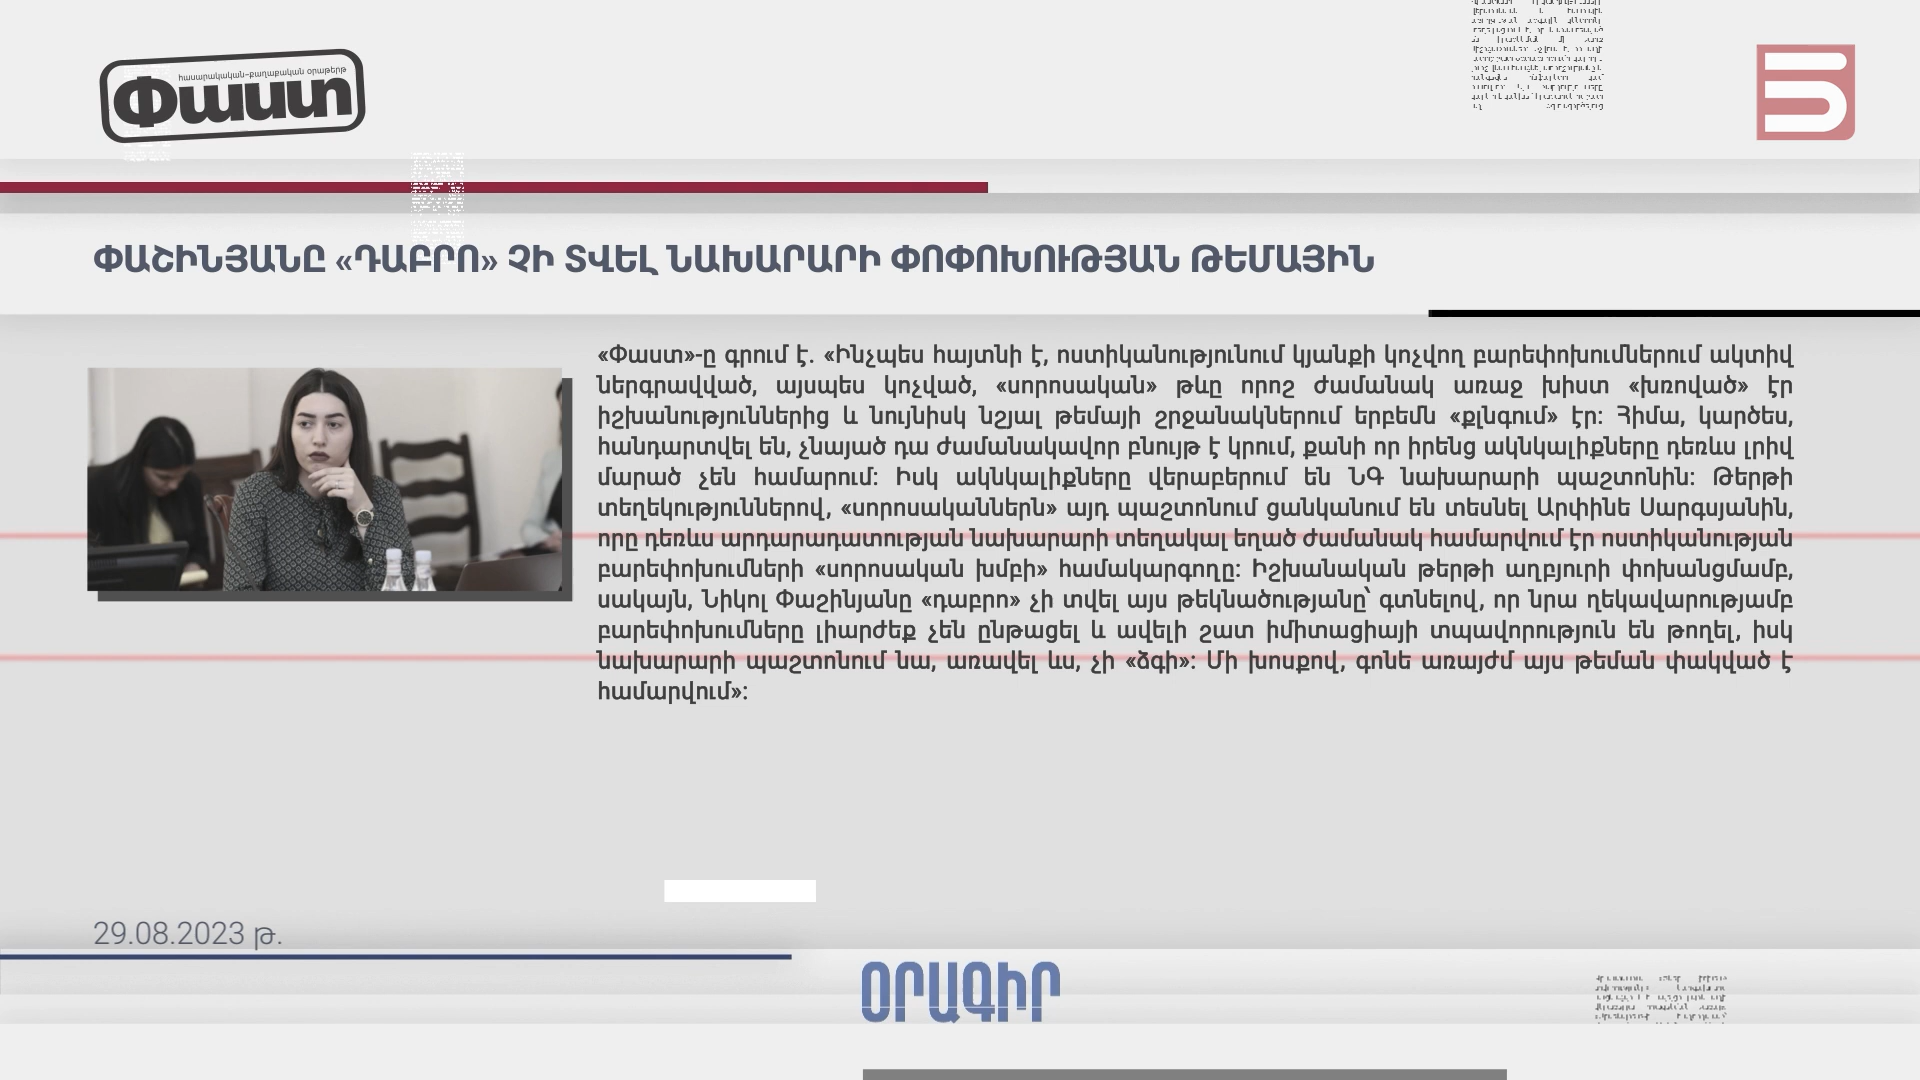 հասարակական-քաղաքական օրաթերթ
Փաստ
ՓԱՇԻՆՅԱՆԸ «ԴԱԲՐՈ» ՉԻ ՏՎԵԼ ՆԱԽԱՐԱՐԻ ՓՈՓՈԽՈՒԹՅԱՆ ԹԵՄԱՅԻՆ
«Փաստ»-ը գրում է. «Ինչպես հայտնի է, ոստիկանությունում կյանքի կոչվող բարեփոխումներում ակտիվ
ներգրավված, այսպես կոչված, «սորոսական» թևը որոշ ժամանակ առաջ խիստ «խռոված» էր
իշխանություններից և նույնիսկ նշյալ թեմայի շրջանակներում երբեմն «քլնգում» էր։ Հիմա, կարծես,
հանդարտվել են, չնայած դա ժամանակավոր բնույթ է կրում, քանի որ իրենց ակնկալիքները դեռևս լրիվ
մարած չեն համարում։ Իսկ ակնկալիքները վերաբերում են ՆԳ նախարարի պաշտոնին։ Թերթի
տեղեկություններով, «սորոսականներն» այդ պաշտոնում ցանկանում են տեսնել Արփինե Սարգսյանին,
որը դեռևս արդարադատության նախարարի տեղակալ եղած ժամանակ համարվում էր ոստիկանության
բարեփոխումների «սորոսական խմբի» համակարգողը։ Իշխանական թերթի աղբյուրի փոխանցմամբ,
սակայն, Նիկոլ Փաշինյանը «դաբրո» չի տվել այս թեկնածությանը՝ գտնելով, որ նրա ղեկավարությամբ
բարեփոխումները լիարժեք չեն ընթացել և ավելի շատ իմիտացիայի տպավորություն են թողել, իսկ
նախարարի պաշտոնում նա, առավել ևս, չի «ձգի»։ Մի խոսքով, գոնե առայժմ այս թեման փակված է
համարվում»։
29.08.2023 թ.
ՕՐԱԳԻՐ